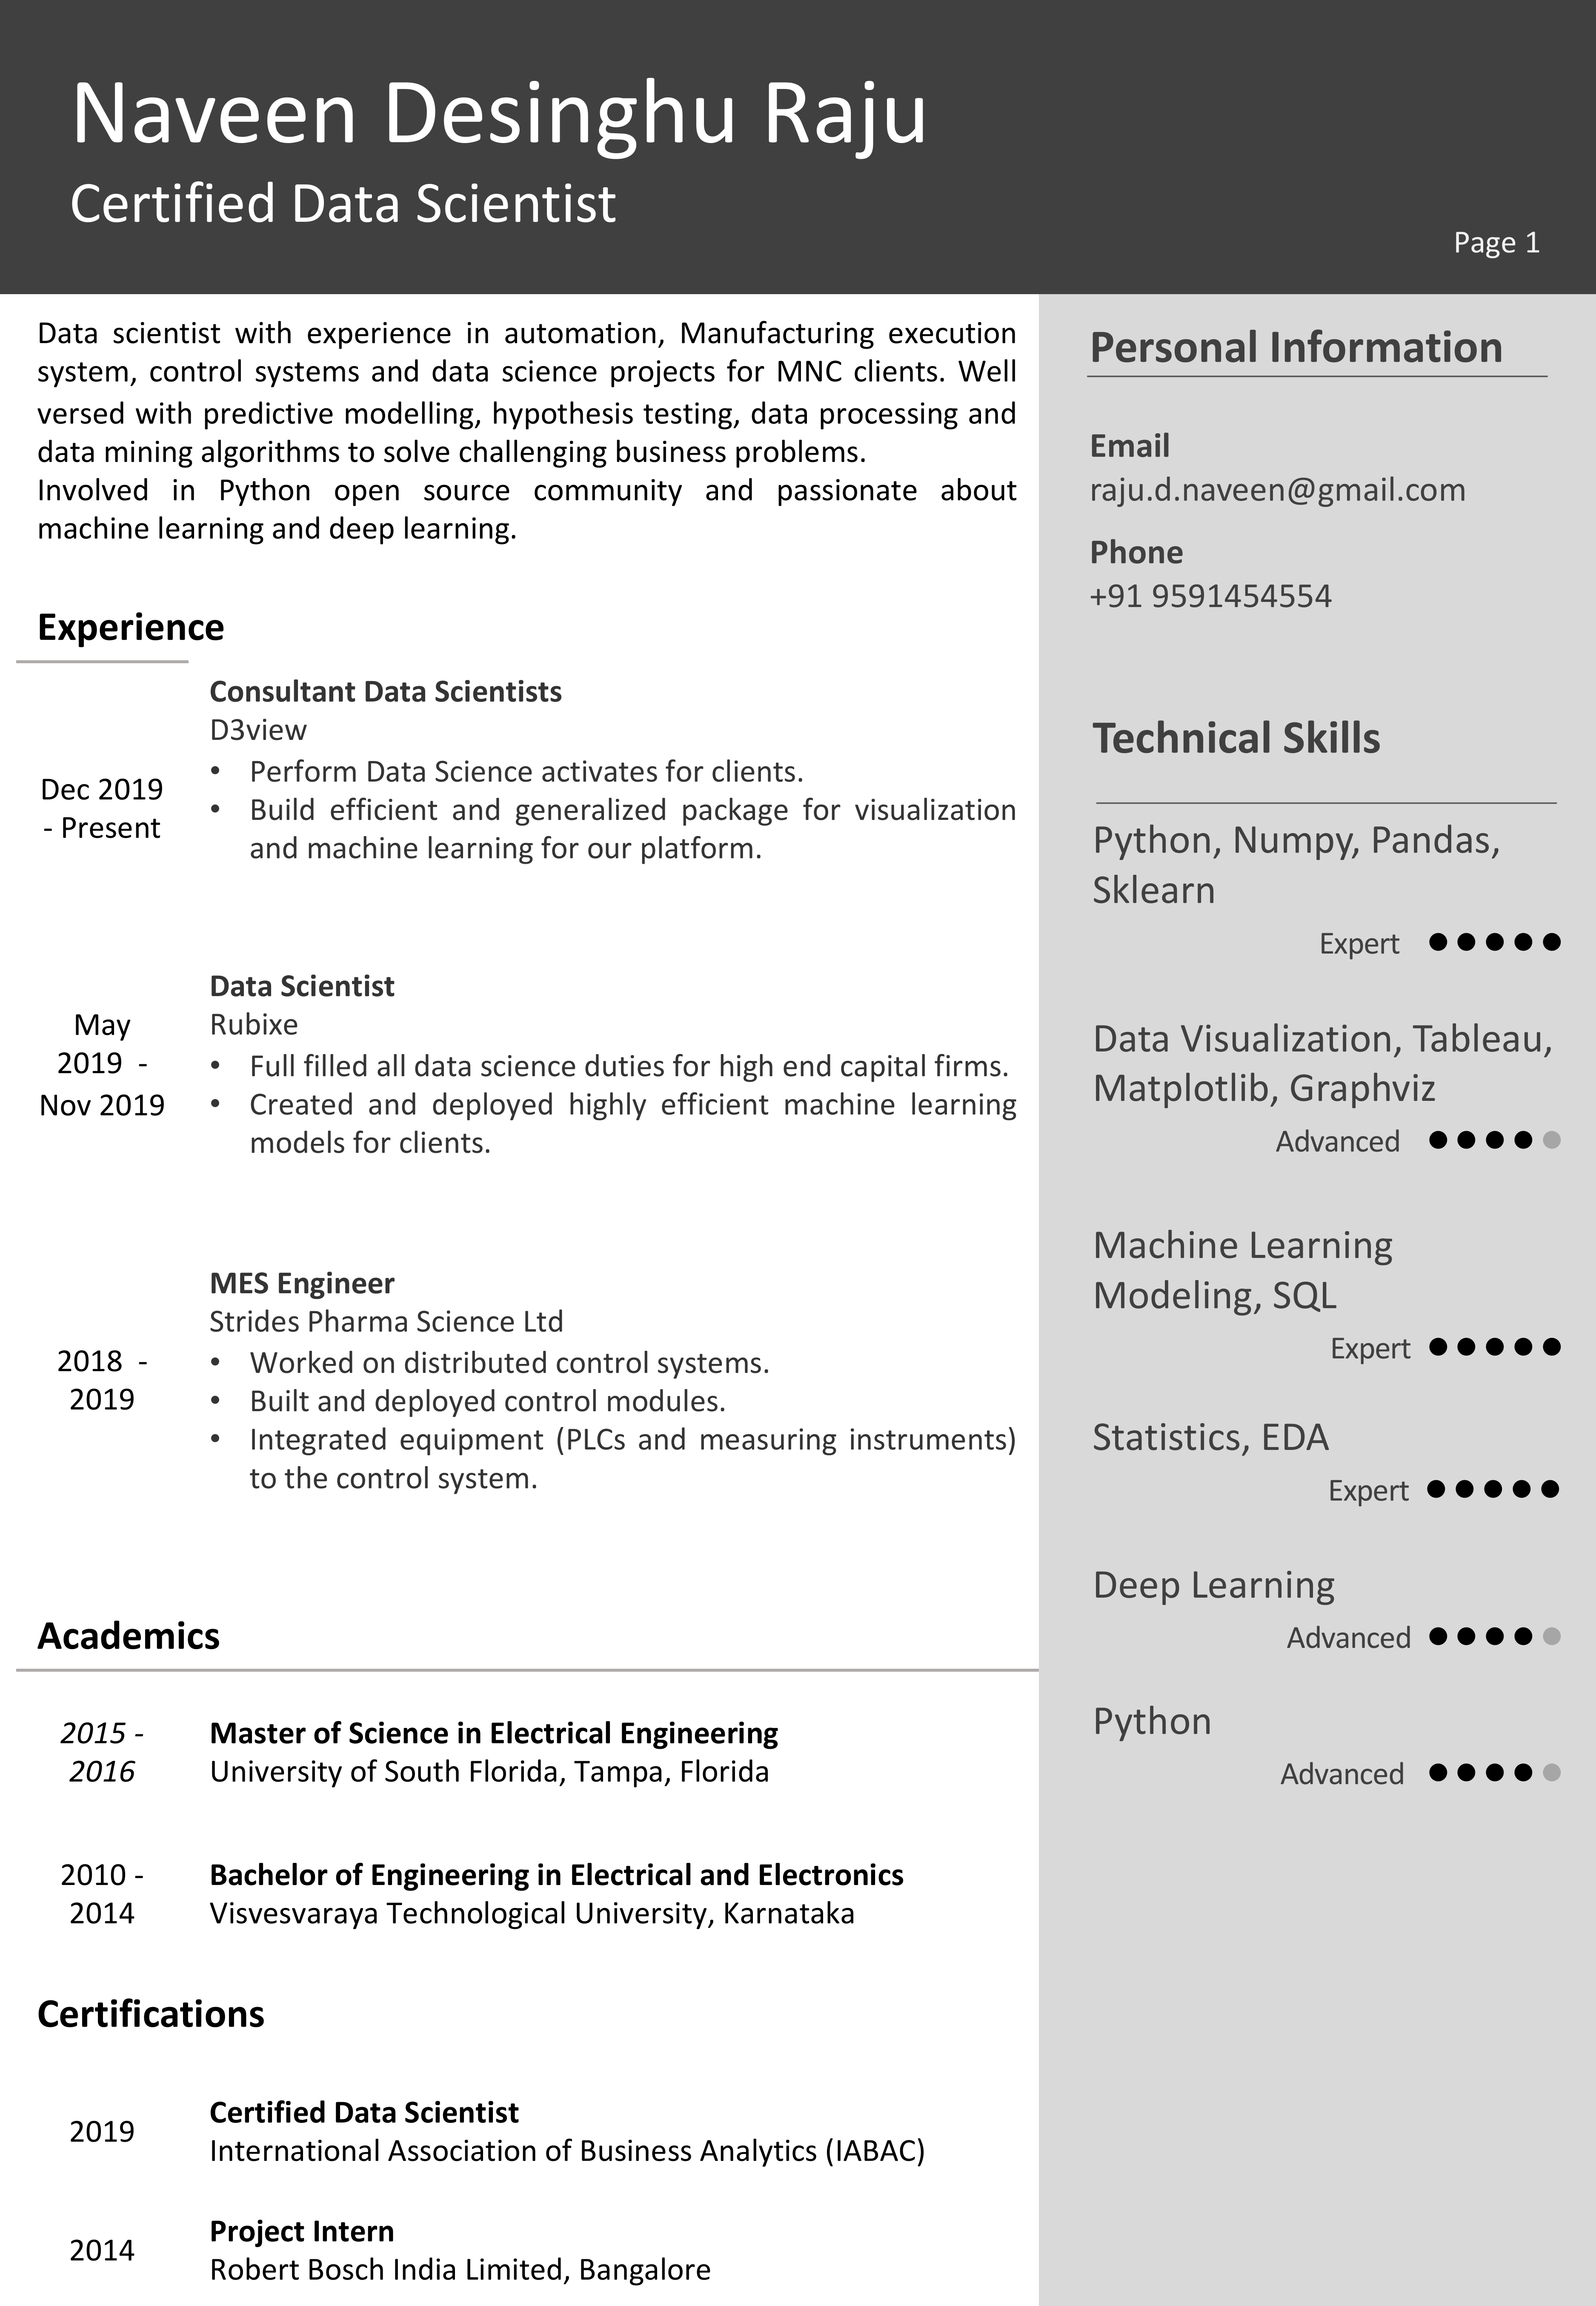 Naveen Desinghu Raju
Certified Data Scientist
Page 1
Data scientist with experience in automation, Manufacturing execution
system, control systems and data science projects for MNC clients. Well
versed with predictive modelling, hypothesis testing, data processing and
data mining algorithms to solve challenging business problems.
Involved in Python open source community and passionate about
machine learning and deep learning.
Experience
Dec 2019
- Present
Consultant Data Scientists
D3view
• Perform Data Science activates for clients.
• Build efficient and generalized package for visualization
and machine learning for our platform.
May
2019 -
Nov 2019
Data Scientist
Rubixe
• Full filled all data science duties for high end capital firms.
• Created and deployed highly efficient machine learning
models for clients.
2018 -
2019
MES Engineer
Strides Pharma Science Ltd
• Worked on distributed control systems.
• Built and deployed control modules.
• Integrated equipment (PLCs and measuring instruments)
to the control system.
Academics
2015 -
2016
Master of Science in Electrical Engineering
University of South Florida, Tampa, Florida
2010 -
2014
Bachelor of Engineering in Electrical and Electronics
Visvesvaraya Technological University, Karnataka
Certifications
2019
Certified Data Scientist
International Association of Business Analytics (IABAC)
2014
Project Intern
Robert Bosch India Limited, Bangalore
Personal Information
Email
raju.d.naveen@gmail.com
Phone
+91 9591454554
Technical Skills
Python, Numpy, Pandas,
Sklearn
Expert
Data Visualization, Tableau,
Matplotlib, Graphviz
Advanced
Machine Learning
Modeling, SQL
Expert
Statistics, EDA
Expert
Deep Learning
Advanced
Python
Advanced